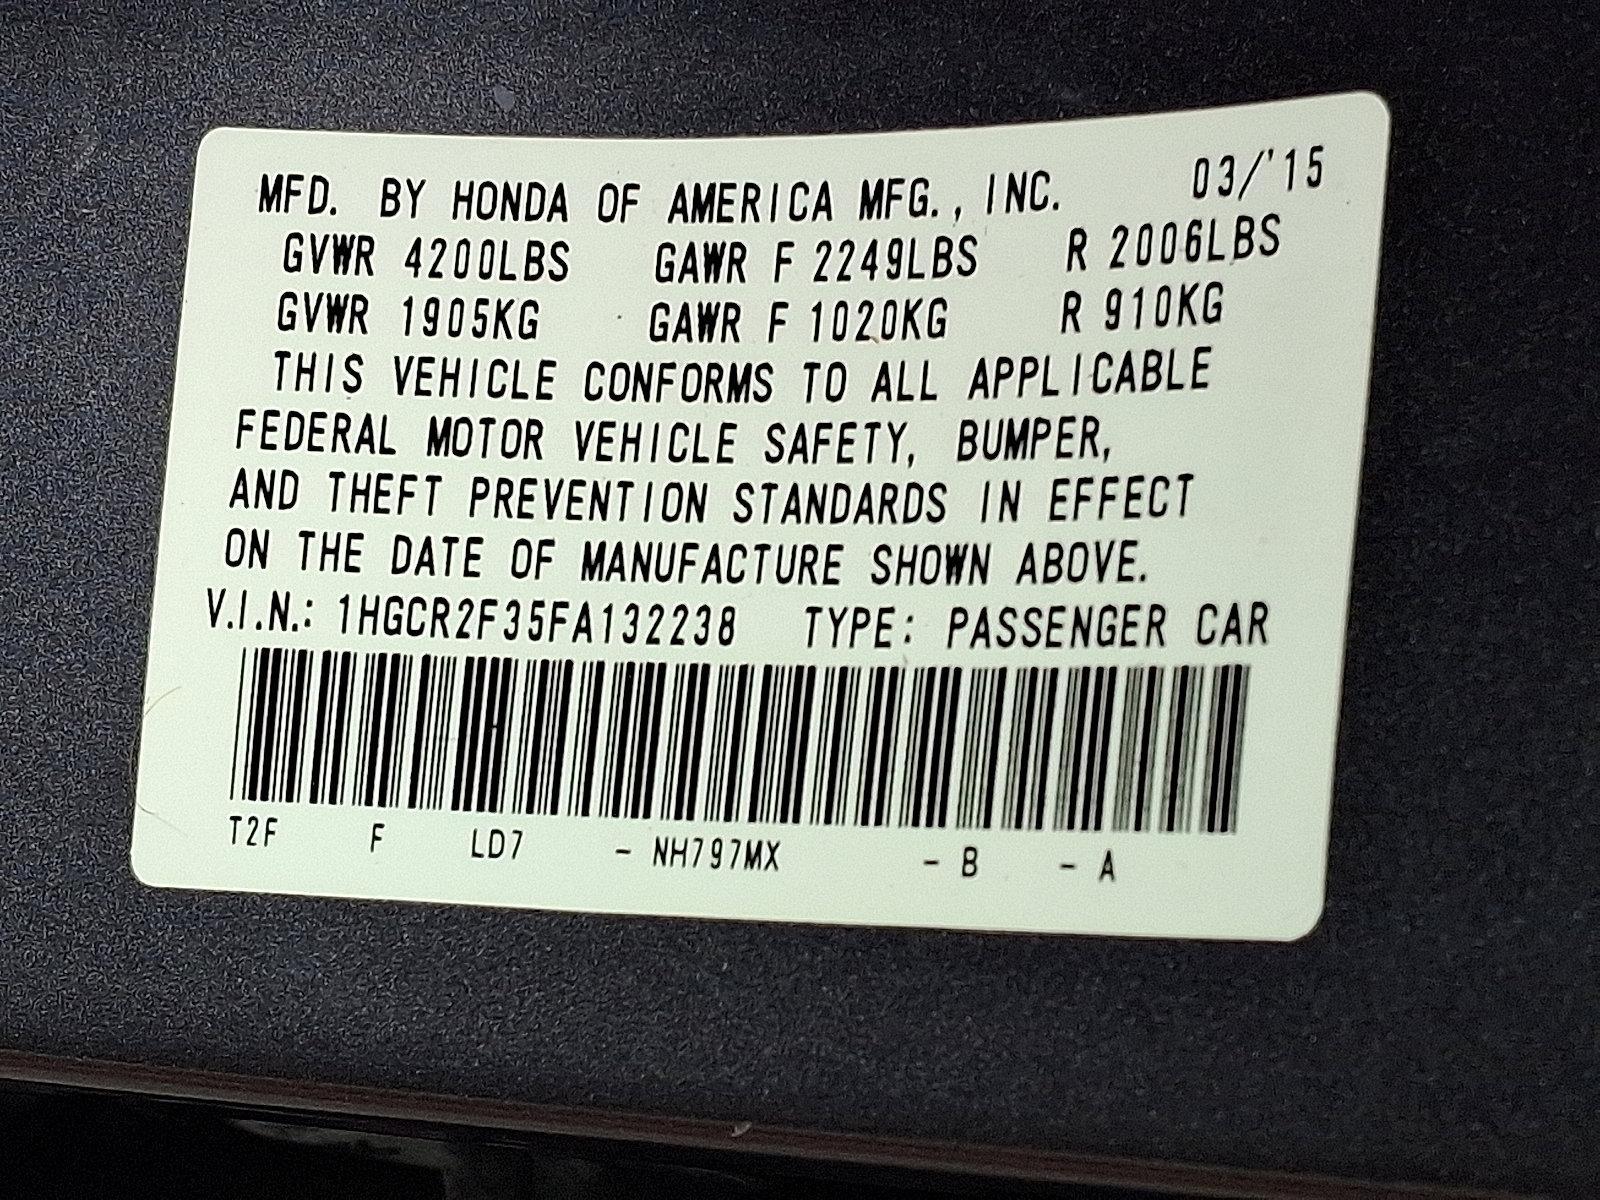 MFD. BY HONDA OF AMERICA MFG., INC. 03/'15
GVWR 4200LBS GAWR F 2249LBS R 2006LBS
GVWR 1905KG GAWR F 1020KG R 910KG
THIS VEHICLE CONFORMS TO ALL APPLICABLE
FEDERAL MOTOR VEHICLE SAFETY, BUMPER,
AND THEFT PREVENTION STANDARDS IN EFFECT
ON THE DATE OF MANUFACTURE SHOWN ABOVE.
V.I.N.: 1HGCR2F35FA132238 TYPE: PASSENGER CAR
T2F F LD7 - NH797MX - B - A